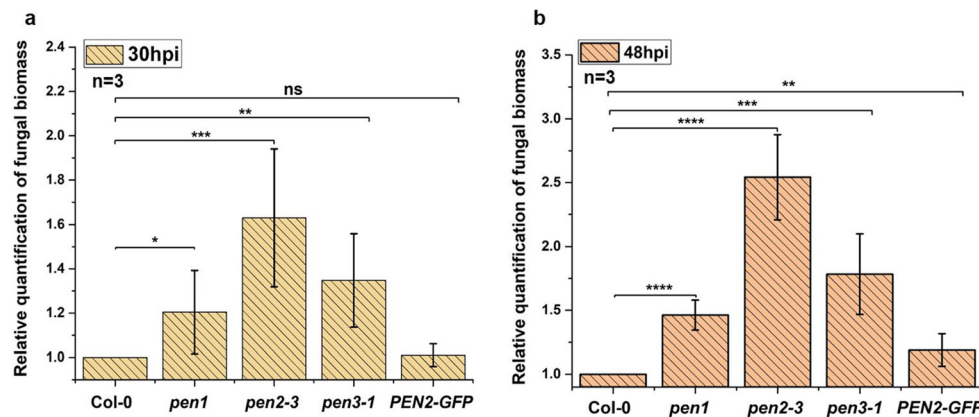 a
30hpi
n=3
Relative quantification of fungal biomass
2.4
2.2
2.0
1.8
1.6
1.4
1.2
1.0
ns
**
***
*
Col-0 pen1 pen2-3 pen3-1 PEN2-GFP
b
48hpi
n=3
Relative quantification of fungal biomass
3.5
3.0
2.5
2.0
1.5
1.0
**
***
****
****
Col-0 pen1 pen2-3 pen3-1 PEN2-GFP